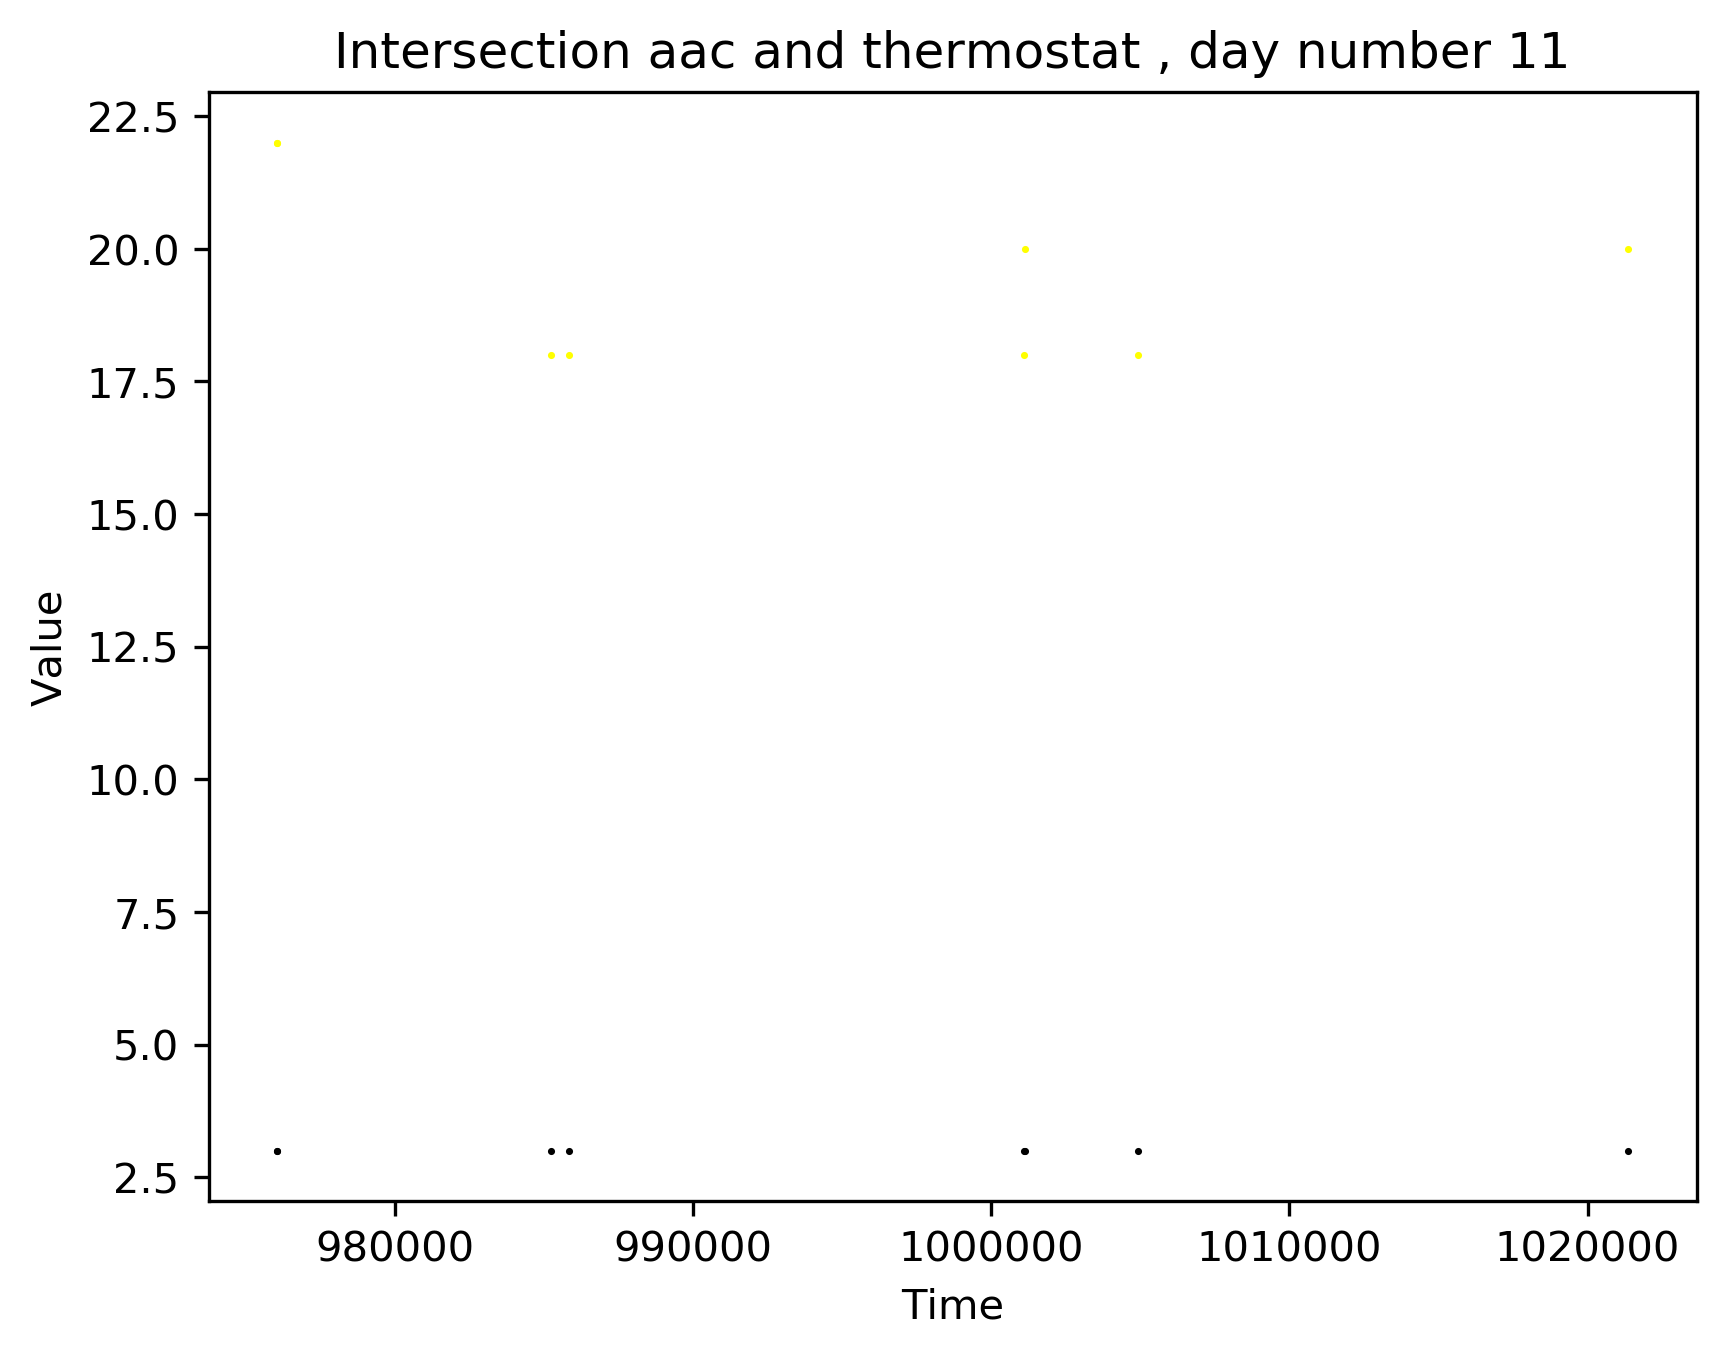 Intersection aac and thermostat , day number 11
22.5
20.0
17.5
15.0
12.5
10.0
7.5
5.0
2.5
Value
980000 990000 1000000 1010000 1020000
Time